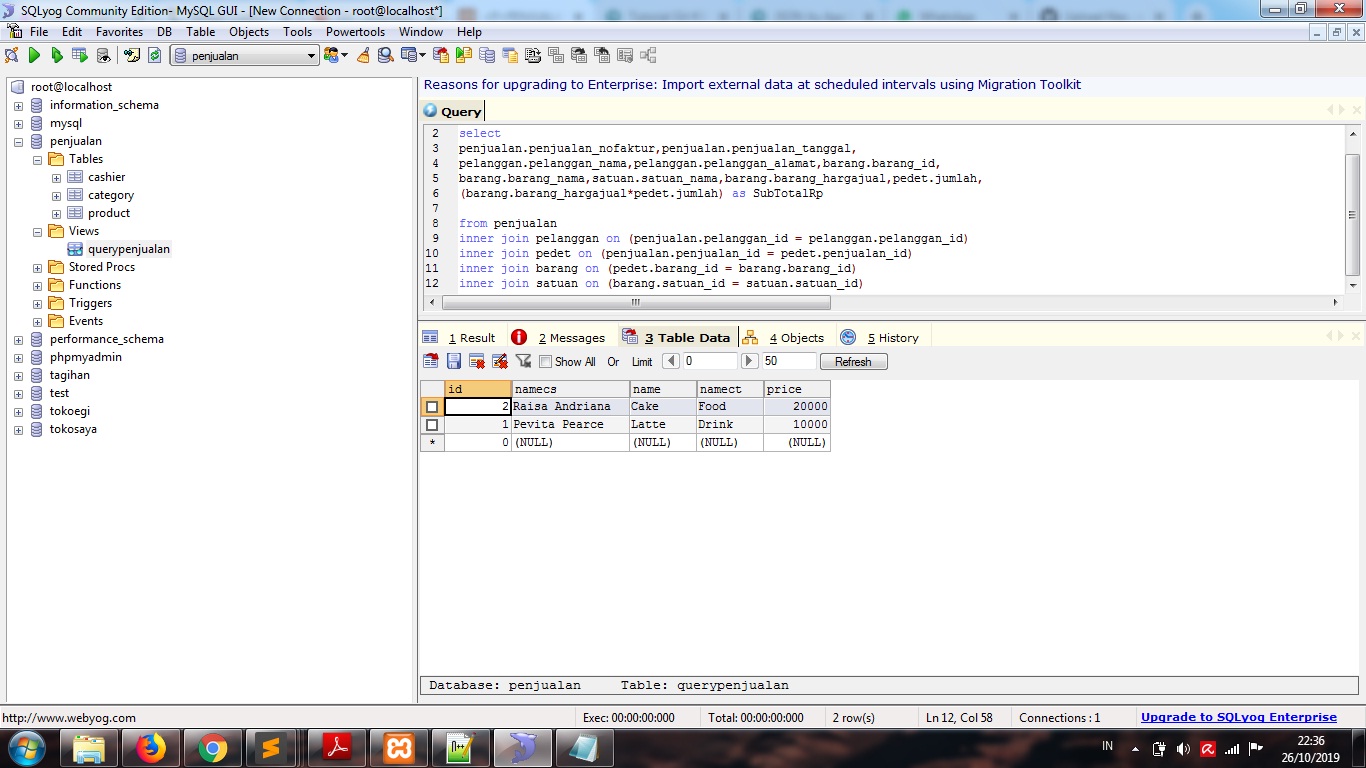 SQLyog Community Edition- MySQL GUI - [New Connection - root@localhost*]
File Edit Favorites DB Table Objects Tools Powertools Window Help
penjualan
root@localhost
information_schema
mysql
penjualan
Tables
cashier
category
product
Views
querypenjualan
Stored Procs
Functions
Triggers
Events
performance_schema
phpmyadmin
tagihan
test
tokoegi
tokosaya
Reasons for upgrading to Enterprise: Import external data at scheduled intervals using Migration Toolkit
Query
2 select
3 penjualan.penjualan_nofaktur,penjualan.penjualan_tanggal,
4 pelanggan.pelanggan_nama,pelanggan.pelanggan_alamat,barang.barang_id,
5 barang.barang_nama,satuan.satuan_nama,barang.barang_hargajual,pedet.jumlah,
6 (barang.barang_hargajual*pedet.jumlah) as SubTotalRp
7
8 from penjualan
9 inner join pelanggan on (penjualan.pelanggan_id = pelanggan.pelanggan_id)
10 inner join pedet on (penjualan.penjualan_id = pedet.penjualan_id)
11 inner join barang on (pedet.barang_id = barang.barang_id)
12 inner join satuan on (barang.satuan_id = satuan.satuan_id)
1 Result 2 Messages 3 Table Data 4 Objects 5 History
Show All Or Limit 0 50 Refresh
id namecs name namect price
2 Raisa Andriana Cake Food 20000
1 Pevita Pearce Latte Drink 10000
* 0 (NULL) (NULL) (NULL) (NULL)
Database: penjualan Table: querypenjualan
http://www.webyog.com Exec: 00:00:00:000 Total: 00:00:00:000 2 row(s) Ln 12, Col 58 Connections : 1 Upgrade to SQLyog Enterprise
IN 22:36
26/10/2019